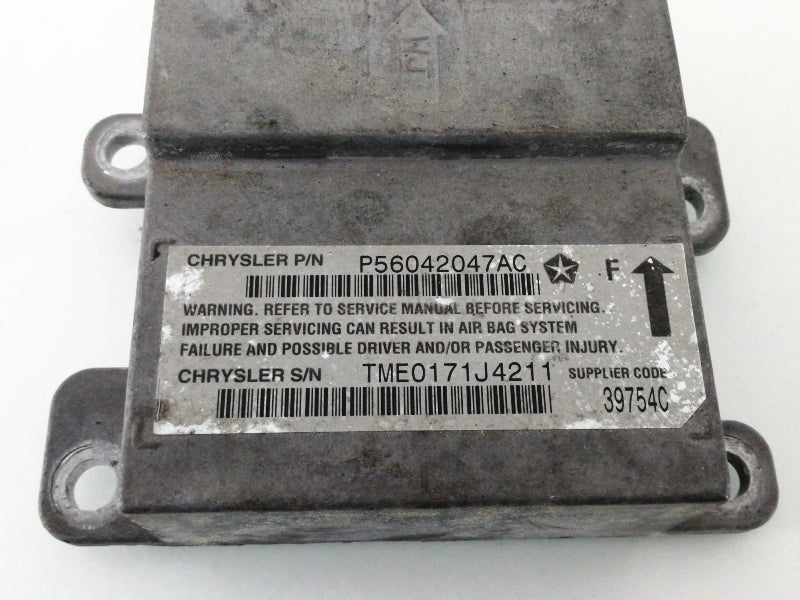 WJ
CHRYSLER P/N P56042047AC F
WARNING. REFER TO SERVICE MANUAL BEFORE SERVICING.
IMPROPER SERVICING CAN RESULT IN AIR BAG SYSTEM
FAILURE AND POSSIBLE DRIVER AND/OR PASSENGER INJURY.
CHRYSLER S/N TME0171J4211 SUPPLIER CODE
39754C